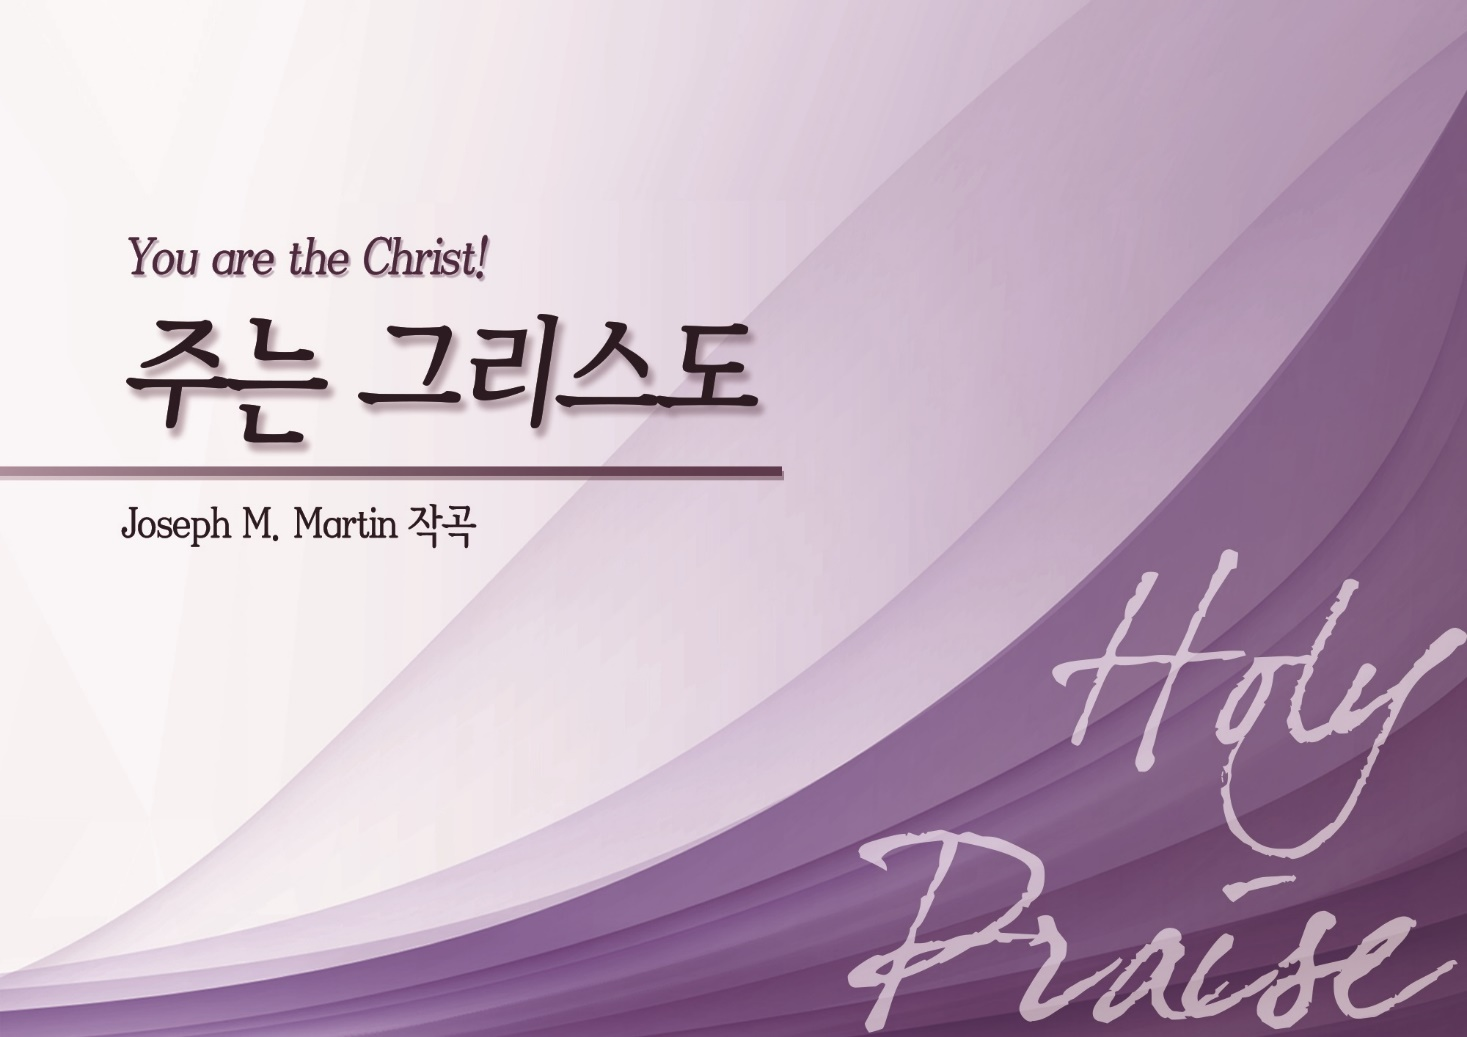 You are the Christ!
주는 그리스도
Joseph M. Martin 작곡
Holy
Praise